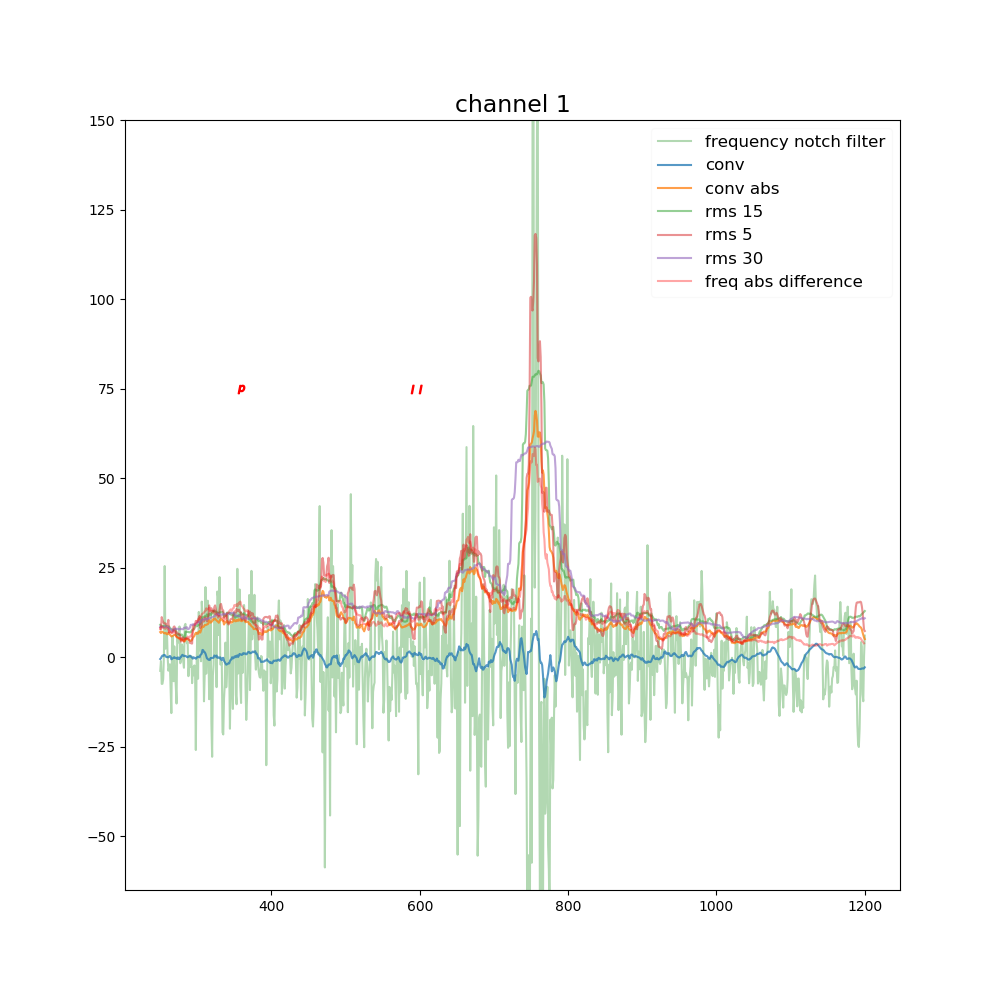 channel 1
150
125
100
75
50
25
0
−25
−50
400 600 800 1000 1200
frequency notch filter
conv
conv abs
rms 15
rms 5
rms 30
freq abs difference
P
I I